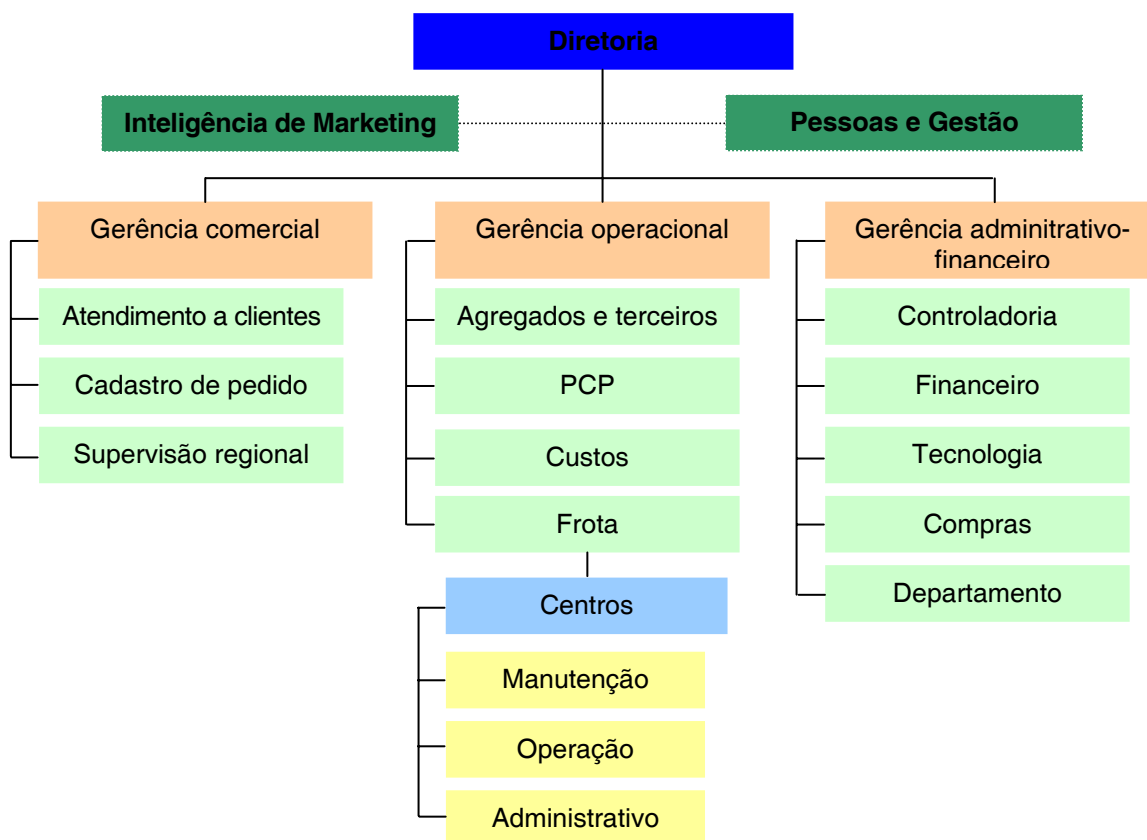 Diretoria
Inteligência de Marketing
Pessoas e Gestão
Gerência comercial
Atendimento a clientes
Cadastro de pedido
Supervisão regional
Gerência operacional
Agregados e terceiros
PCP
Custos
Frota
Centros
Manutenção
Operação
Administrativo
Gerência adminitrativo-
financeiro
Controladoria
Financeiro
Tecnologia
Compras
Departamento